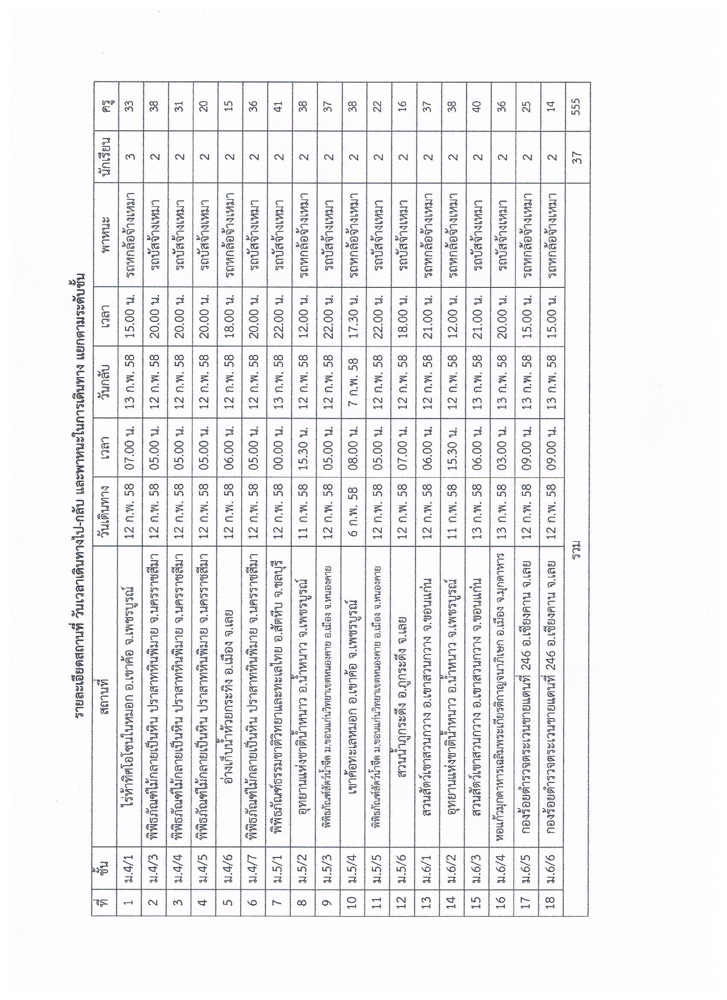 รายละเอียดสถานที่ วันเวลาเดินทางไป-กลับ และพาหนะในการเดินทาง แยกตามระดับชั้น
ที่ ชั้น สถานที่ วันเดินทาง เวลา วันกลับ เวลา พาหนะ นักเรียน ครู
1 ม.4/1 ไร่ห้าทิศโอโซนในหมอก อ.เขาค้อ จ.เพชรบูรณ์ 12 ก.พ. 58 07.00 น. 13 ก.พ. 58 15.00 น. รถหกล้อจ้างเหมา 3 33
2 ม.4/3 พิพิธภัณฑ์ไม้กลายเป็นหิน ปราสาทหินพิมาย จ.นครราชสีมา 12 ก.พ. 58 05.00 น. 12 ก.พ. 58 20.00 น. รถบัสจ้างเหมา 2 38
3 ม.4/4 พิพิธภัณฑ์ไม้กลายเป็นหิน ปราสาทหินพิมาย จ.นครราชสีมา 12 ก.พ. 58 05.00 น. 12 ก.พ. 58 20.00 น. รถบัสจ้างเหมา 2 31
4 ม.4/5 พิพิธภัณฑ์ไม้กลายเป็นหิน ปราสาทหินพิมาย จ.นครราชสีมา 12 ก.พ. 58 05.00 น. 12 ก.พ. 58 20.00 น. รถบัสจ้างเหมา 2 20
5 ม.4/6 อ่างเก็บน้ำห้วยกระทิง อ.เมือง จ.เลย 12 ก.พ. 58 06.00 น. 12 ก.พ. 58 18.00 น. รถหกล้อจ้างเหมา 2 15
6 ม.4/7 พิพิธภัณฑ์ไม้กลายเป็นหิน ปราสาทหินพิมาย จ.นครราชสีมา 12 ก.พ. 58 05.00 น. 12 ก.พ. 58 20.00 น. รถบัสจ้างเหมา 2 36
7 ม.5/1 พิพิธภัณฑ์ธรรมชาติวิทยาและทะเลไทย อ.สัตหีบ จ.ชลบุรี 12 ก.พ. 58 00.00 น. 13 ก.พ. 58 22.00 น. รถบัสจ้างเหมา 2 41
8 ม.5/2 อุทยานแห่งชาติน้ำหนาว อ.น้ำหนาว จ.เพชรบูรณ์ 11 ก.พ. 58 15.30 น. 12 ก.พ. 58 12.00 น. รถหกล้อจ้างเหมา 2 38
9 ม.5/3 พิพิธภัณฑ์สัตว์น้ำจืด ม.ขอนแก่นวิทยาเขตหนองคาย อ.เมือง จ.หนองคาย 12 ก.พ. 58 05.00 น. 12 ก.พ. 58 22.00 น. รถบัสจ้างเหมา 2 37
10 ม.5/4 เขาค้อทะเลหมอก อ.เขาค้อ จ.เพชรบูรณ์ 6 ก.พ. 58 08.00 น. 7 ก.พ. 58 17.30 น. รถหกล้อจ้างเหมา 2 38
11 ม.5/5 พิพิธภัณฑ์สัตว์น้ำจืด ม.ขอนแก่นวิทยาเขตหนองคาย อ.เมือง จ.หนองคาย 12 ก.พ. 58 05.00 น. 12 ก.พ. 58 22.00 น. รถบัสจ้างเหมา 2 22
12 ม.5/6 สวนน้ำภูกระดึง อ.ภูกระดึง จ.เลย 12 ก.พ. 58 07.00 น. 12 ก.พ. 58 18.00 น. รถบัสจ้างเหมา 2 16
13 ม.6/1 สวนสัตว์เขาสวนกวาง อ.เขาสวนกวาง จ.ขอนแก่น 12 ก.พ. 58 06.00 น. 12 ก.พ. 58 21.00 น. รถหกล้อจ้างเหมา 2 37
14 ม.6/2 อุทยานแห่งชาติน้ำหนาว อ.น้ำหนาว จ.เพชรบูรณ์ 11 ก.พ. 58 15.30 น. 12 ก.พ. 58 12.00 น. รถหกล้อจ้างเหมา 2 38
15 ม.6/3 สวนสัตว์เขาสวนกวาง อ.เขาสวนกวาง จ.ขอนแก่น 13 ก.พ. 58 06.00 น. 13 ก.พ. 58 21.00 น. รถบัสจ้างเหมา 2 40
16 ม.6/4 หอแก้วมุกดาหารเฉลิมพระเกียรติกาญจนาภิเษก อ.เมือง จ.มุกดาหาร 13 ก.พ. 58 03.00 น. 13 ก.พ. 58 20.00 น. รถบัสจ้างเหมา 2 36
17 ม.6/5 กองร้อยตำรวจตระเวนชายแดนที่ 246 อ.เชียงคาน จ.เลย 12 ก.พ. 58 09.00 น. 13 ก.พ. 58 15.00 น. รถหกล้อจ้างเหมา 2 25
18 ม.6/6 กองร้อยตำรวจตระเวนชายแดนที่ 246 อ.เชียงคาน จ.เลย 12 ก.พ. 58 09.00 น. 13 ก.พ. 58 15.00 น. รถหกล้อจ้างเหมา 2 14
รวม 37 555